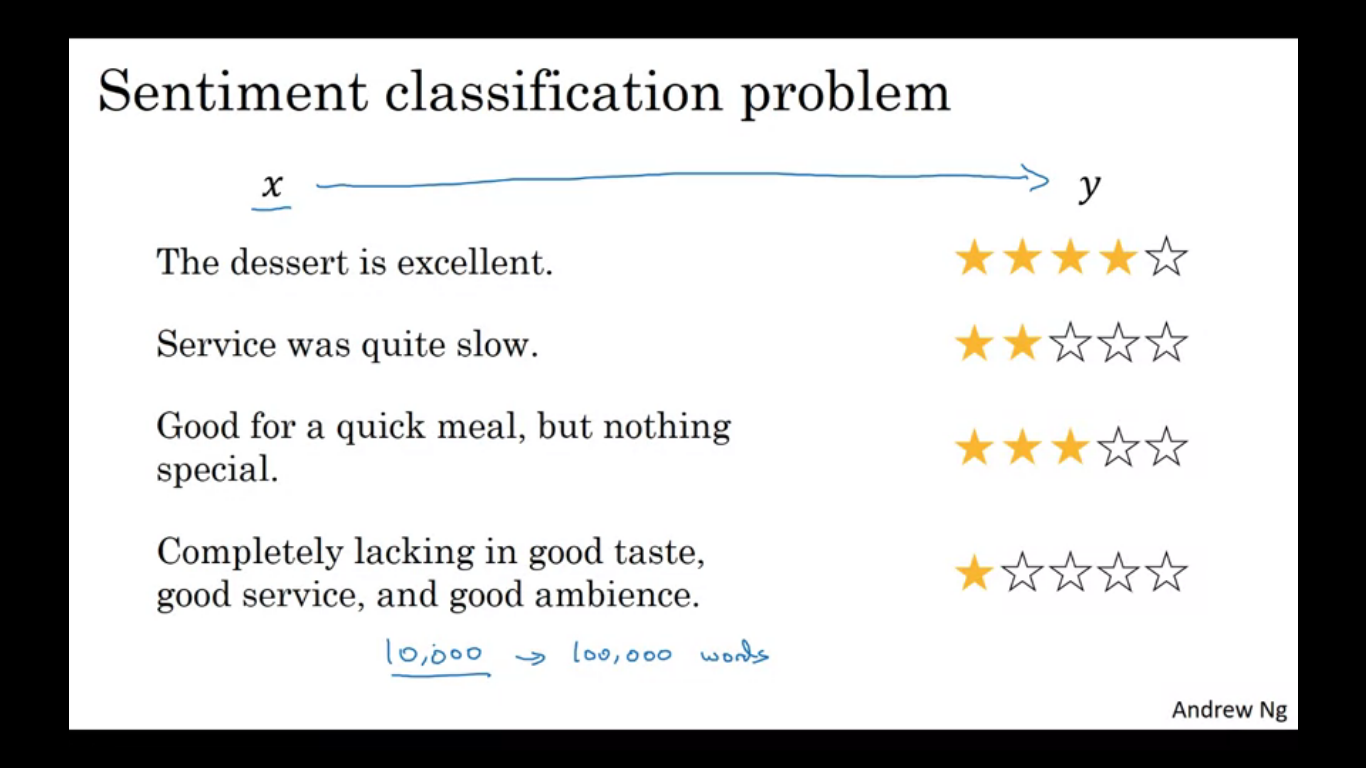 Sentiment classification problem
x → y
The dessert is excellent. ★★★★☆
Service was quite slow. ★★☆☆☆
Good for a quick meal, but nothing
special. ★★★☆☆
Completely lacking in good taste,
good service, and good ambience. ★☆☆☆☆
10,000 → 100,000 words
Andrew Ng